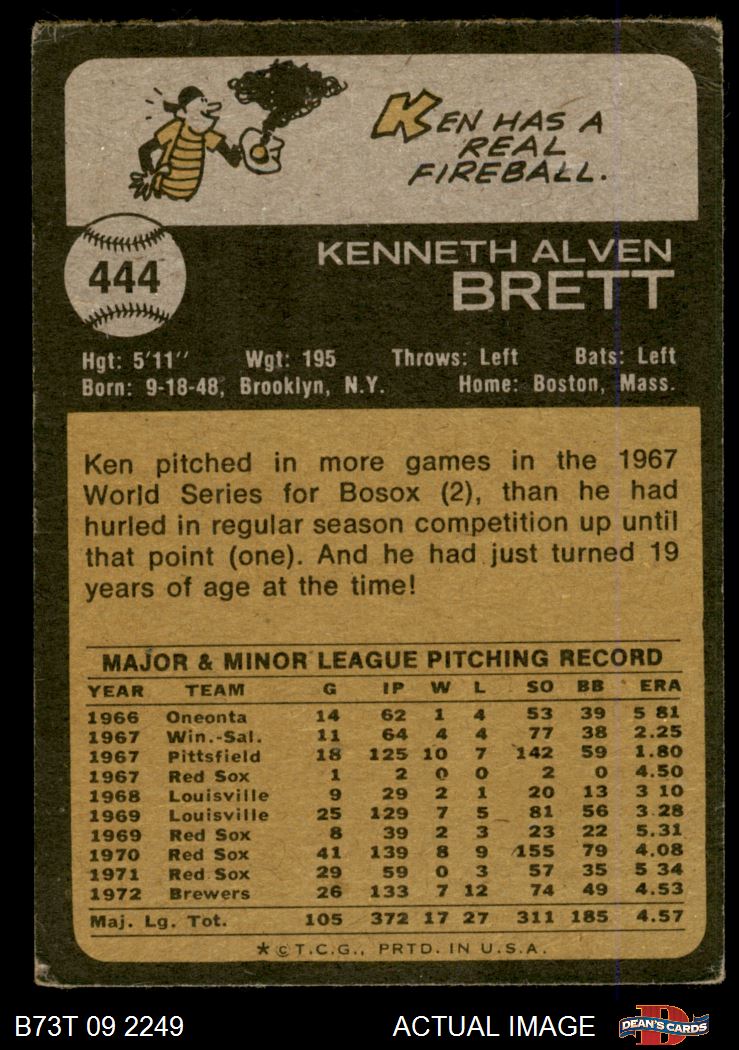 KEN HAS A
REAL
FIREBALL.
444
KENNETH ALVEN
BRETT
Hgt: 5'11" Wgt: 195 Throws: Left Bats: Left
Born: 9-18-48, Brooklyn, N.Y. Home: Boston, Mass.
Ken pitched in more games in the 1967
World Series for Bosox (2), than he had
hurled in regular season competition up until
that point (one). And he had just turned 19
years of age at the time!
MAJOR & MINOR LEAGUE PITCHING RECORD
YEAR TEAM G IP W L SO BB ERA
1966 Oneonta 14 62 1 4 53 39 5 81
1967 Win.-Sal. 11 64 4 4 77 38 2.25
1967 Pittsfield 18 125 10 7 142 59 1.80
1967 Red Sox 1 2 0 0 2 0 4.50
1968 Louisville 9 29 2 1 20 13 3 10
1969 Louisville 25 129 7 5 81 56 3 28
1969 Red Sox 8 39 2 3 23 22 5.31
1970 Red Sox 41 139 8 9 155 79 4.08
1971 Red Sox 29 59 0 3 57 35 5 34
1972 Brewers 26 133 7 12 74 49 4.53
Maj. Lg. Tot. 105 372 17 27 311 185 4.57
* © T.C.G., PRTD. IN U.S.A.
B73T 09 2249 ACTUAL IMAGE D DEAN'S CARDS